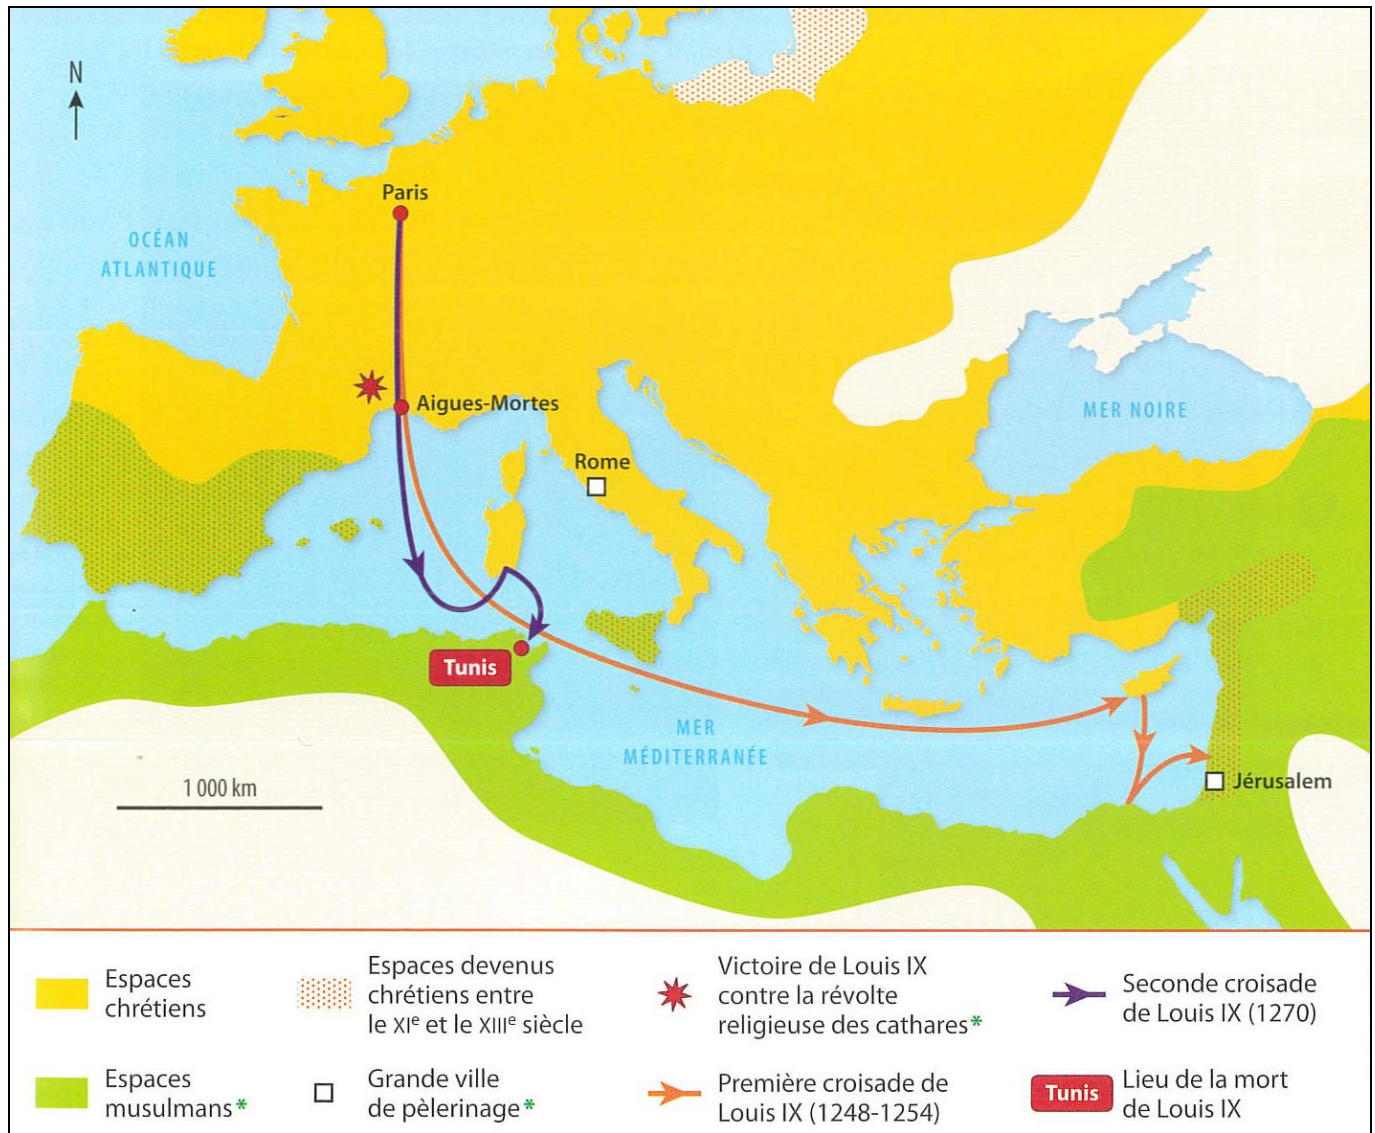 N
Paris
OCÉAN
ATLANTIQUE
Aigues-Mortes
MER NOIRE
Rome
Tunis
MER
MÉDITERRANÉE
Jérusalem
1 000 km
Espaces
chrétiens
Espaces devenus
chrétiens entre
le XIe et le XIIIe siècle
Victoire de Louis IX
contre la révolte
religieuse des cathares*
Seconde croisade
de Louis IX (1270)
Espaces
musulmans*
Grande ville
de pèlerinage*
Première croisade de
Louis IX (1248-1254)
Tunis
Lieu de la mort
de Louis IX